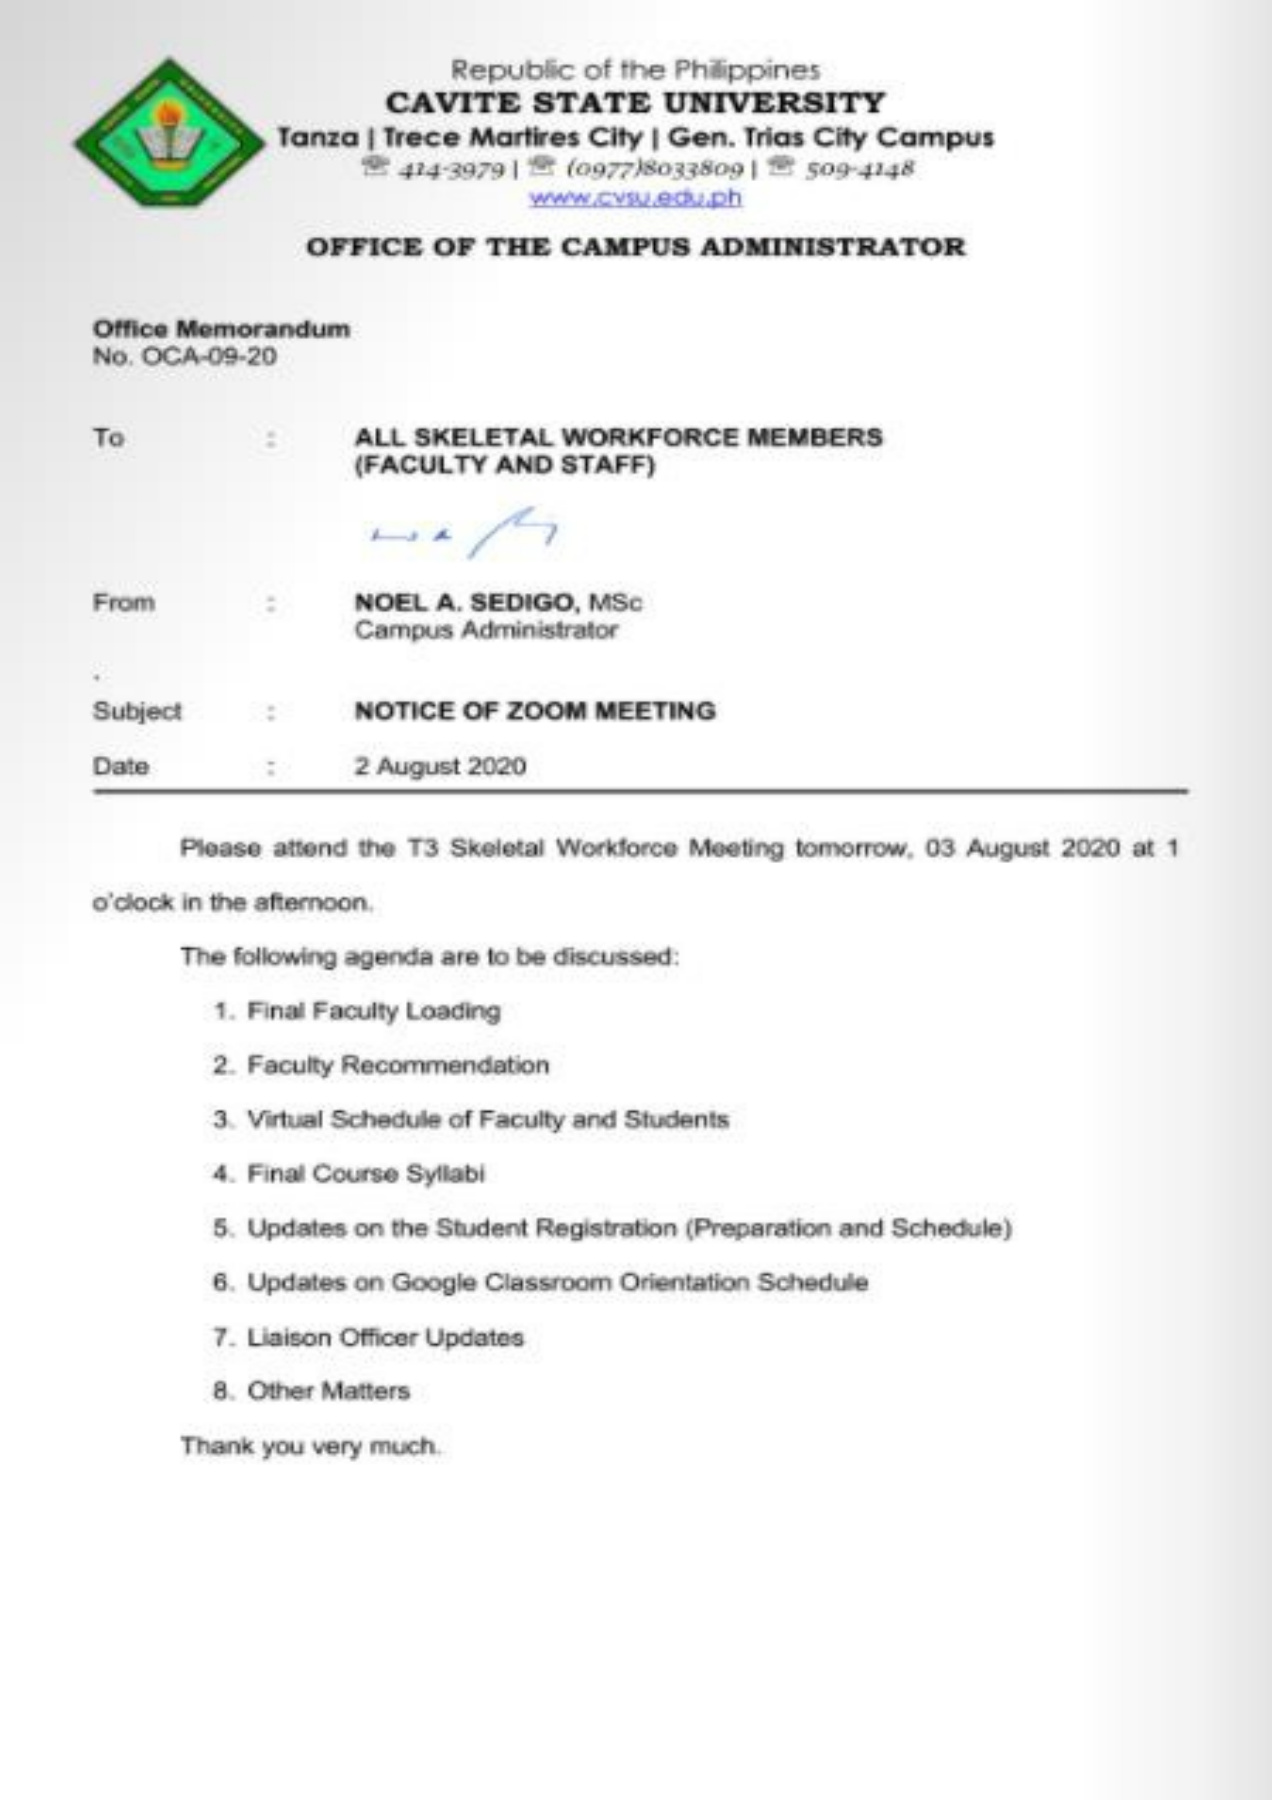 Republic of the Philippines
CAVITE STATE UNIVERSITY
Tanza | Trece Martires City | Gen. Trias City Campus
☏ 414-3979 | ☏ (0977)8033809 | ☏ 509-4148
www.cvsu.edu.ph
OFFICE OF THE CAMPUS ADMINISTRATOR
Office Memorandum
No. OCA-09-20
To : ALL SKELETAL WORKFORCE MEMBERS
(FACULTY AND STAFF)
From : NOEL A. SEDIGO, MSc
Campus Administrator
.
Subject : NOTICE OF ZOOM MEETING
Date : 2 August 2020
Please attend the T3 Skeletal Workforce Meeting tomorrow, 03 August 2020 at 1
o'clock in the afternoon.
The following agenda are to be discussed:
1. Final Faculty Loading
2. Faculty Recommendation
3. Virtual Schedule of Faculty and Students
4. Final Course Syllabi
5. Updates on the Student Registration (Preparation and Schedule)
6. Updates on Google Classroom Orientation Schedule
7. Liaison Officer Updates
8. Other Matters
Thank you very much.